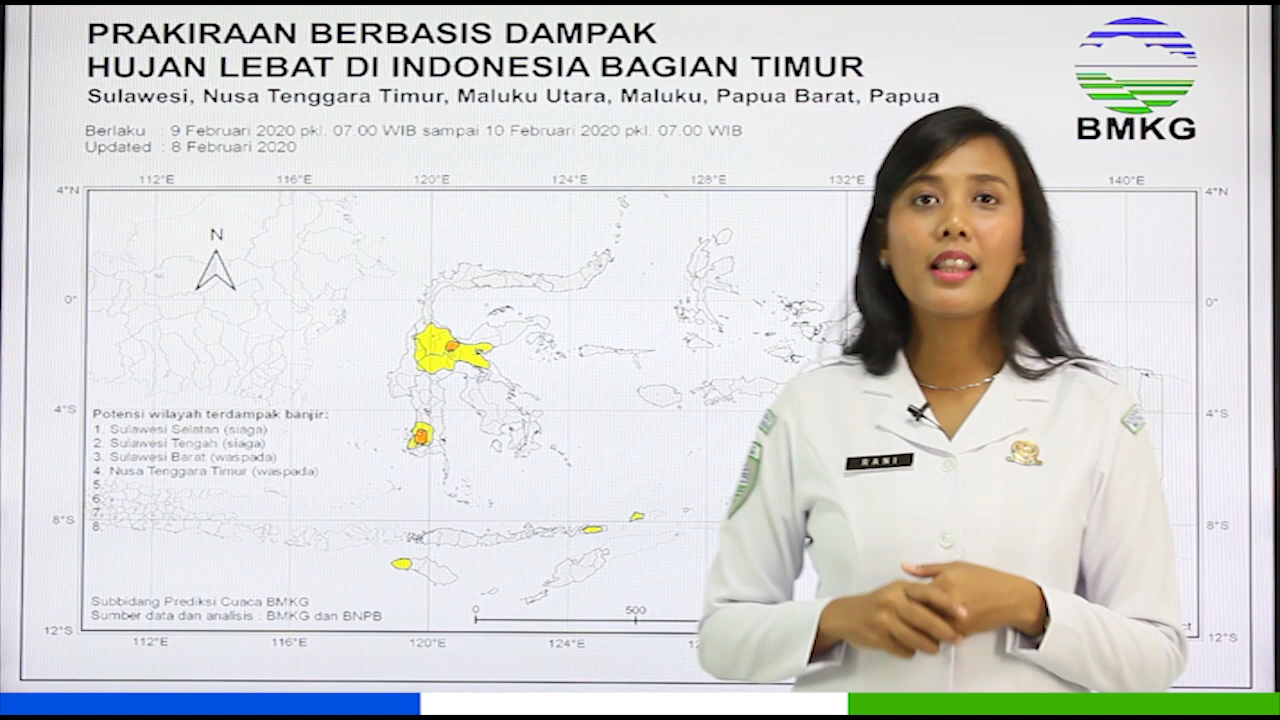 PRAKIRAAN BERBASIS DAMPAK
HUJAN LEBAT DI INDONESIA BAGIAN TIMUR
Sulawesi, Nusa Tenggara Timur, Maluku Utara, Maluku, Papua Barat, Papua
Berlaku : 9 Februari 2020 pkl. 07.00 WIB sampai 10 Februari 2020 pkl. 07.00 WIB
Updated : 8 Februari 2020
BMKG
112°E 116°E 120°E 124°E 128°E 132°E 140°E
4°N 4°N
N
0° 0°
4°S 4°S
Potensi wilayah terdampak banjir:
1. Sulawesi Selatan (siaga)
2. Sulawesi Tengah (siaga)
3. Sulawesi Barat (waspada)
4. Nusa Tenggara Timur (waspada)
5.
6.
7.
8.
RANI
8°S 8°S
Subbidang Prediksi Cuaca BMKG
Sumber data dan analisis : BMKG dan BNPB
0 500
12°S 12°S
112°E 116°E 120°E 124°E